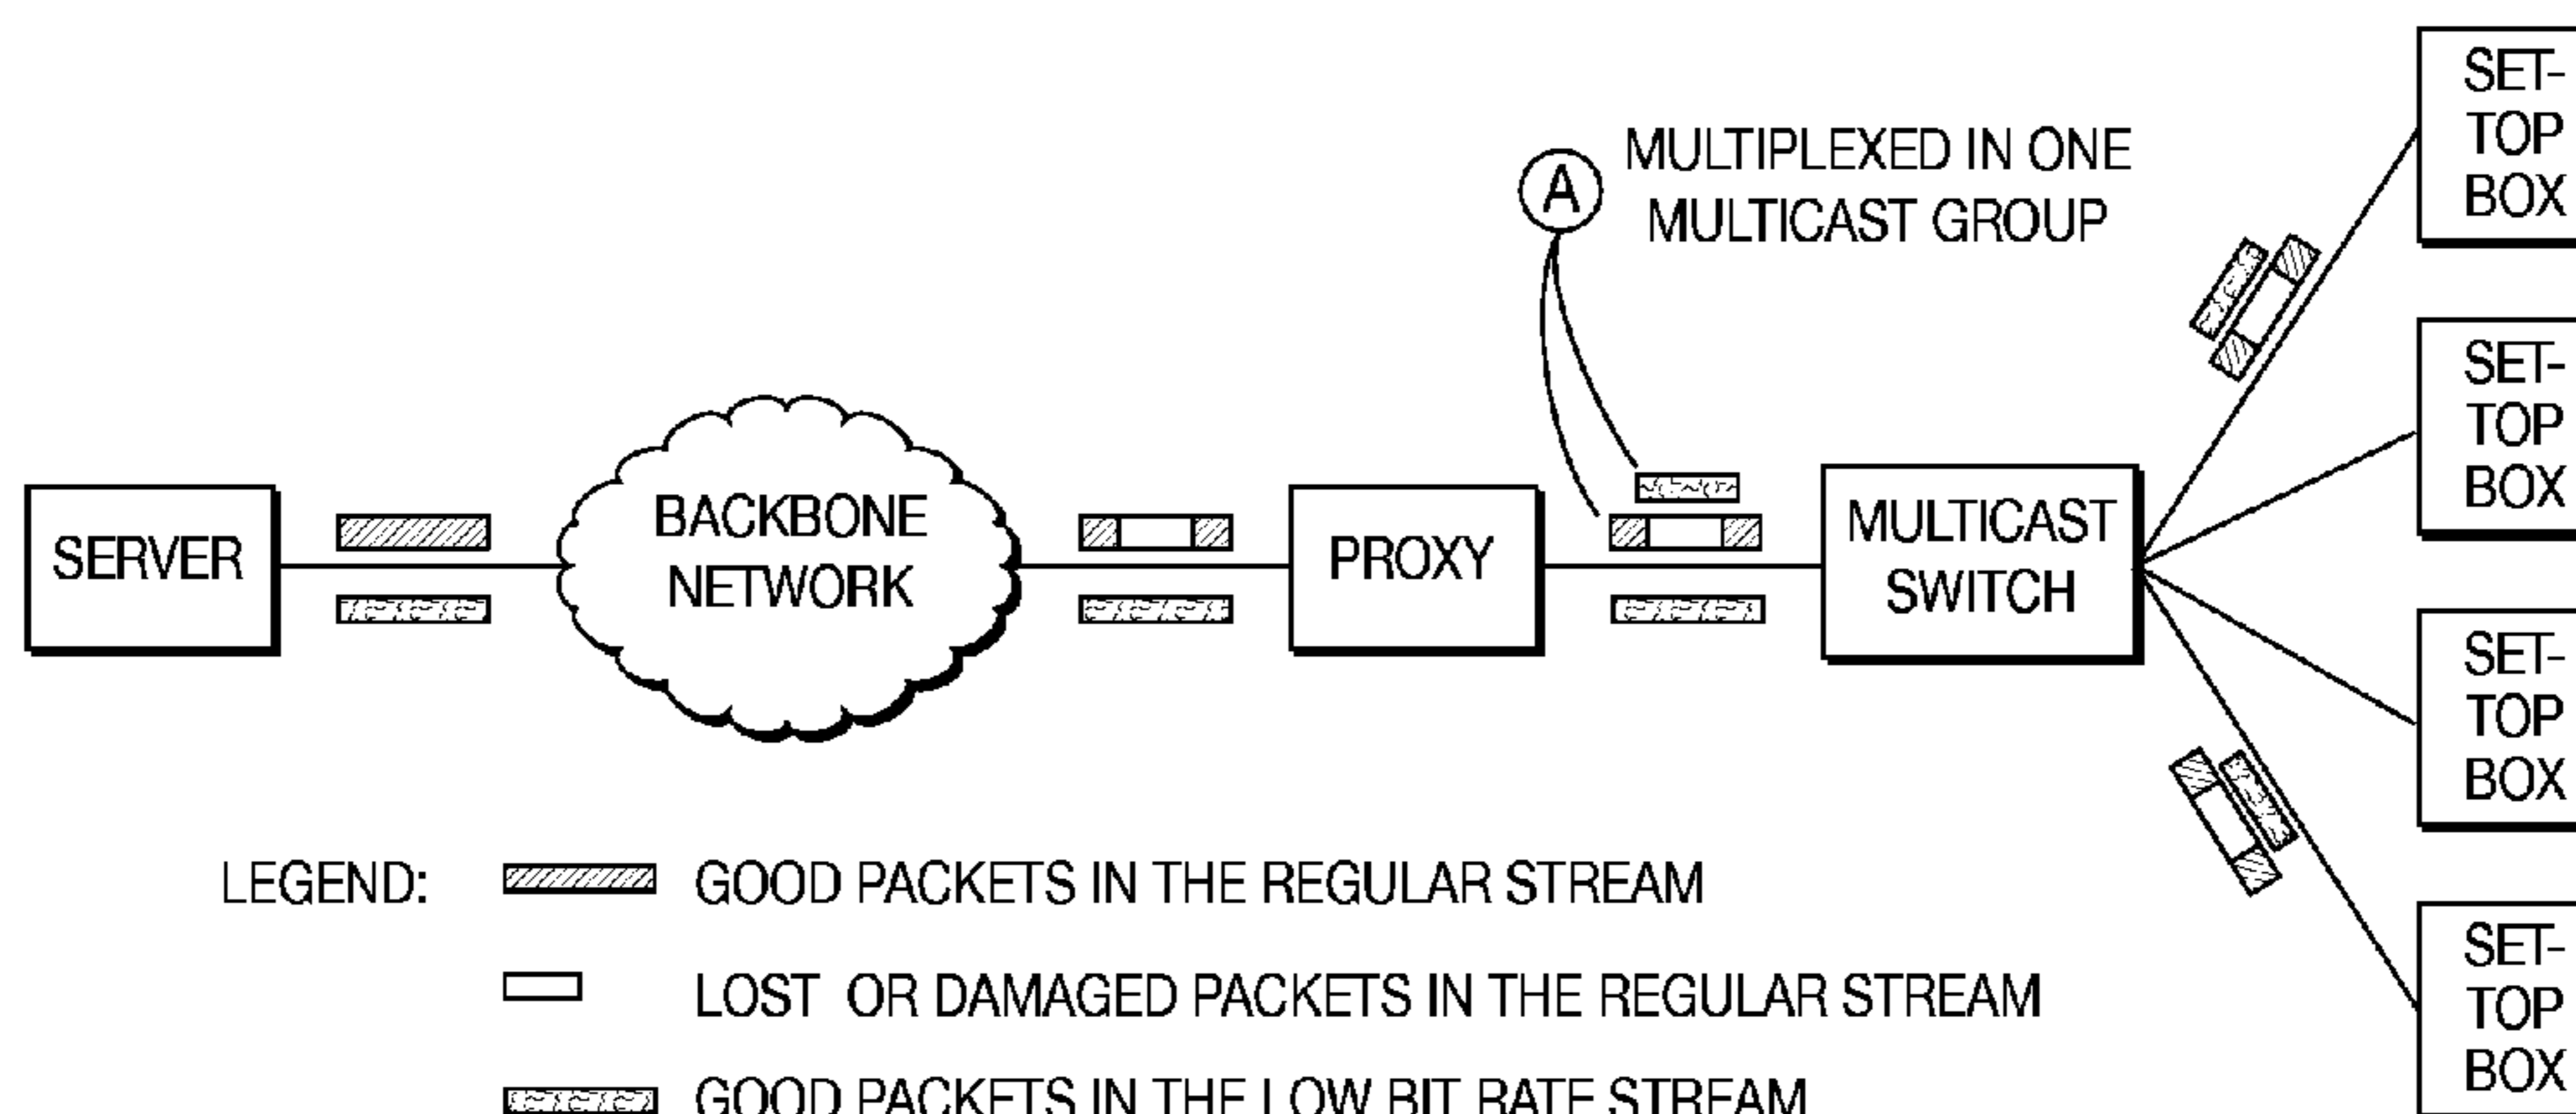 SET-
TOP
BOX
A
MULTIPLEXED IN ONE
MULTICAST GROUP
SET-
TOP
BOX
SERVER
BACKBONE
NETWORK
PROXY
MULTICAST
SWITCH
SET-
TOP
BOX
LEGEND:
GOOD PACKETS IN THE REGULAR STREAM
LOST OR DAMAGED PACKETS IN THE REGULAR STREAM
GOOD PACKETS IN THE LOW BIT RATE STREAM
SET-
TOP
BOX